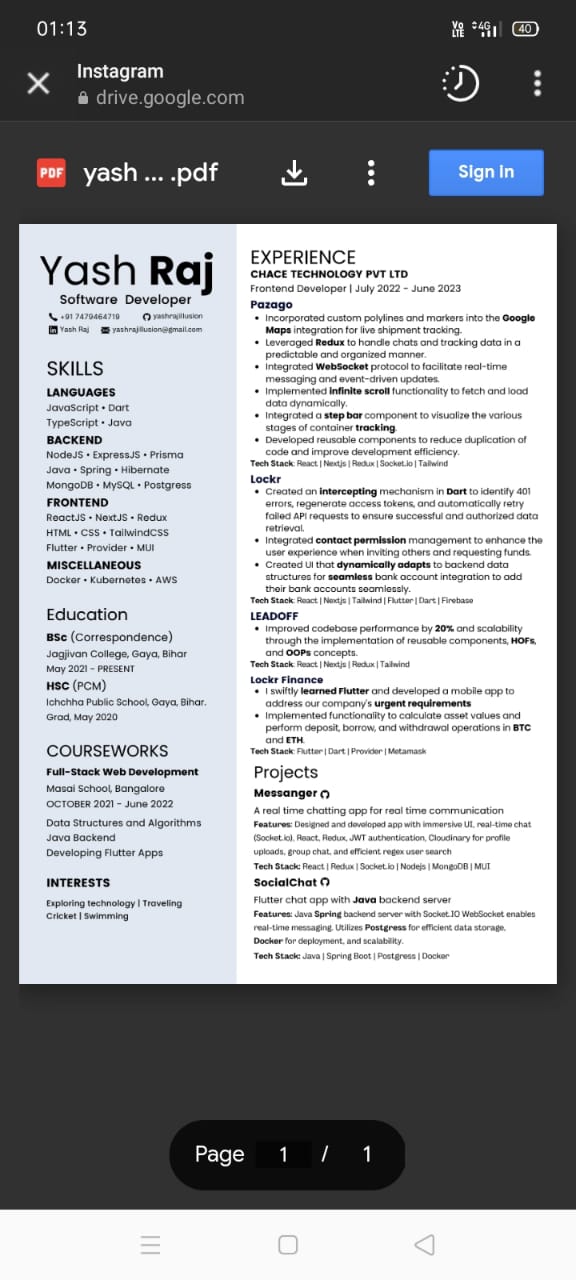 01:13
Vo LTE 4G 40
Instagram
drive.google.com
PDF yash ... .pdf
Sign In
Yash Raj
Software Developer
+91 7479464719 yashrajillusion
Yash Raj yashrajillusion@gmail.com
SKILLS
LANGUAGES
JavaScript • Dart
TypeScript • Java
BACKEND
NodeJS • ExpressJS • Prisma
Java • Spring • Hibernate
MongoDB • MySQL • Postgress
FRONTEND
ReactJS • NextJS • Redux
HTML • CSS • TailwindCSS
Flutter • Provider • MUI
MISCELLANEOUS
Docker • Kubernetes • AWS
Education
BSc (Correspondence)
Jagjivan College, Gaya, Bihar
May 2021 - PRESENT
HSC (PCM)
Ichchha Public School, Gaya, Bihar.
Grad, May 2020
COURSEWORKS
Full-Stack Web Development
Masai School, Bangalore
OCTOBER 2021 - June 2022
Data Structures and Algorithms
Java Backend
Developing Flutter Apps
INTERESTS
Exploring technology | Traveling
Cricket | Swimming
EXPERIENCE
CHACE TECHNOLOGY PVT LTD
Frontend Developer | July 2022 - June 2023
Pazago
• Incorporated custom polylines and markers into the Google
Maps integration for live shipment tracking.
• Leveraged Redux to handle chats and tracking data in a
predictable and organized manner.
• Integrated WebSocket protocol to facilitate real-time
messaging and event-driven updates.
• Implemented infinite scroll functionality to fetch and load
data dynamically.
• Integrated a step bar component to visualize the various
stages of container tracking.
• Developed reusable components to reduce duplication of
code and improve development efficiency.
Tech Stack: React | Nextjs | Redux | Socket.io | Tailwind
Lockr
• Created an intercepting mechanism in Dart to identify 401
errors, regenerate access tokens, and automatically retry
failed API requests to ensure successful and authorized data
retrieval.
• Integrated contact permission management to enhance the
user experience when inviting others and requesting funds.
• Created UI that dynamically adapts to backend data
structures for seamless bank account integration to add
their bank accounts seamlessly.
Tech Stack: React | Nextjs | Tailwind | Flutter | Dart | Firebase
LEADOFF
• Improved codebase performance by 20% and scalability
through the implementation of reusable components, HOFs,
and OOPs concepts.
Tech Stack: React | Nextjs | Redux | Tailwind
Lockr Finance
• I swiftly learned Flutter and developed a mobile app to
address our company's urgent requirements
• Implemented functionality to calculate asset values and
perform deposit, borrow, and withdrawal operations in BTC
and ETH.
Tech Stack: Flutter | Dart | Provider | Metamask
Projects
Messanger
A real time chatting app for real time communication
Features: Designed and developed app with immersive UI, real-time chat
(Socket.io), React, Redux, JWT authentication, Cloudinary for profile
uploads, group chat, and efficient regex user search
Tech Stack: React | Redux | Socket.io | Nodejs | MongoDB | MUI
SocialChat
Flutter chat app with Java backend server
Features: Java Spring backend server with Socket.IO WebSocket enables
real-time messaging. Utilizes Postgress for efficient data storage,
Docker for deployment, and scalability.
Tech Stack: Java | Spring Boot | Postgress | Docker
Page 1 / 1